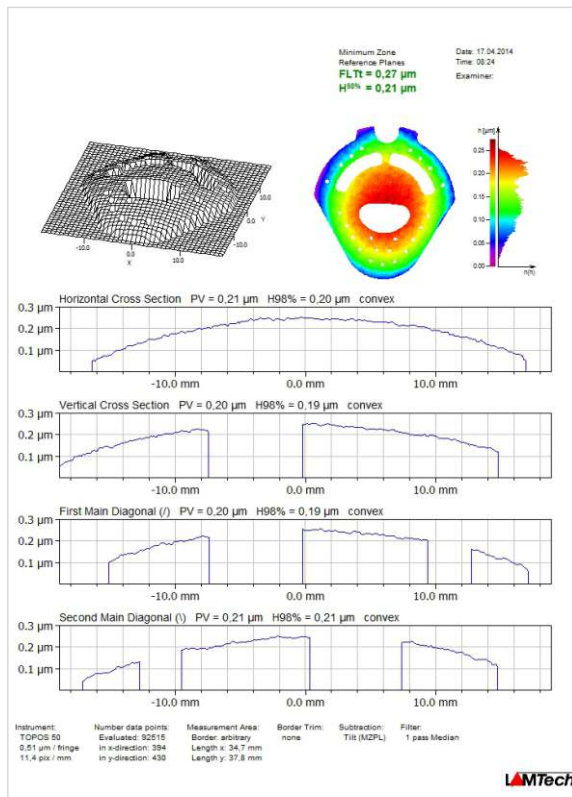 Minimum Zone
Reference Planes
FLTt = 0,27 µm
H⁹⁸% = 0,21 µm
Date: 17.04.2014
Time: 08:24
Examiner:
-10.0
0.0
10.0
X
10.0
0.0
-10.0
Y
h [µm]
0.25
0.20
0.15
0.10
0.05
0.00
n(h)
Horizontal Cross Section PV = 0,21 µm H98% = 0,20 µm convex
0.3 µm
0.2 µm
0.1 µm
-10.0 mm 0.0 mm 10.0 mm
Vertical Cross Section PV = 0,20 µm H98% = 0,19 µm convex
0.3 µm
0.2 µm
0.1 µm
-10.0 mm 0.0 mm 10.0 mm
First Main Diagonal (/) PV = 0,20 µm H98% = 0,19 µm convex
0.3 µm
0.2 µm
0.1 µm
-10.0 mm 0.0 mm 10.0 mm
Second Main Diagonal (\) PV = 0,21 µm H98% = 0,21 µm convex
0.3 µm
0.2 µm
0.1 µm
-10.0 mm 0.0 mm 10.0 mm
Instrument: Number data points: Measurement Area: Border Trim: Subtraction: Filter:
TOPOS 50 Evaluated: 92515 Border: arbitrary none Tilt (MZPL) 1 pass Median
0,51 µm / fringe in x-direction: 394 Length x: 34,7 mm
11,4 pix / mm in y-direction: 430 Length y: 37,8 mm
LAMTech